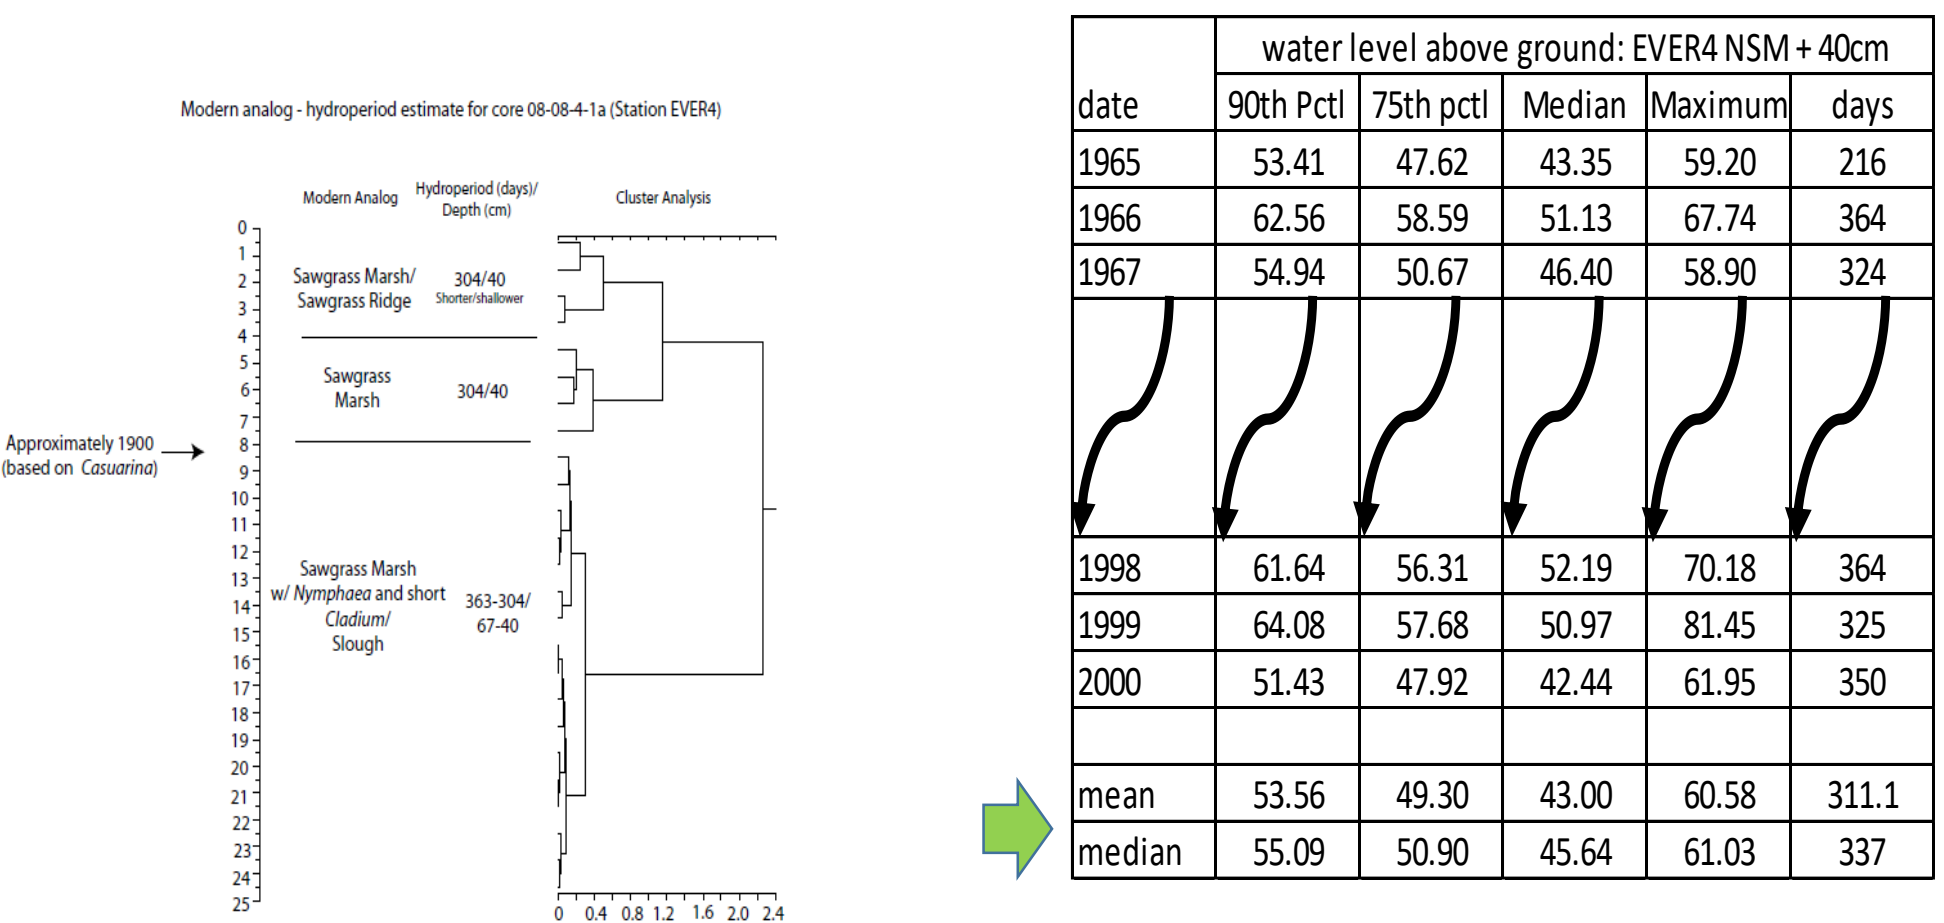 Modern analog - hydroperiod estimate for core 08-08-4-1a (Station EVER4)
Modern Analog
Hydroperiod (days)/
Depth (cm)
Cluster Analysis
0
1
2
3
4
5
6
7
8
9
10
11
12
13
14
15
16
17
18
19
20
21
22
23
24
25
Sawgrass Marsh/
Sawgrass Ridge
304/40
Shorter/shallower
Sawgrass
Marsh
304/40
Approximately 1900
(based on Casuarina)
Sawgrass Marsh
w/ Nymphaea and short
Cladium/
Slough
363-304/
67-40
0 0.4 0.8 1.2 1.6 2.0 2.4
water level above ground: EVER4 NSM + 40cm
date 90th Pctl 75th pctl Median Maximum days
1965 53.41 47.62 43.35 59.20 216
1966 62.56 58.59 51.13 67.74 364
1967 54.94 50.67 46.40 58.90 324
1998 61.64 56.31 52.19 70.18 364
1999 64.08 57.68 50.97 81.45 325
2000 51.43 47.92 42.44 61.95 350
mean 53.56 49.30 43.00 60.58 311.1
median 55.09 50.90 45.64 61.03 337